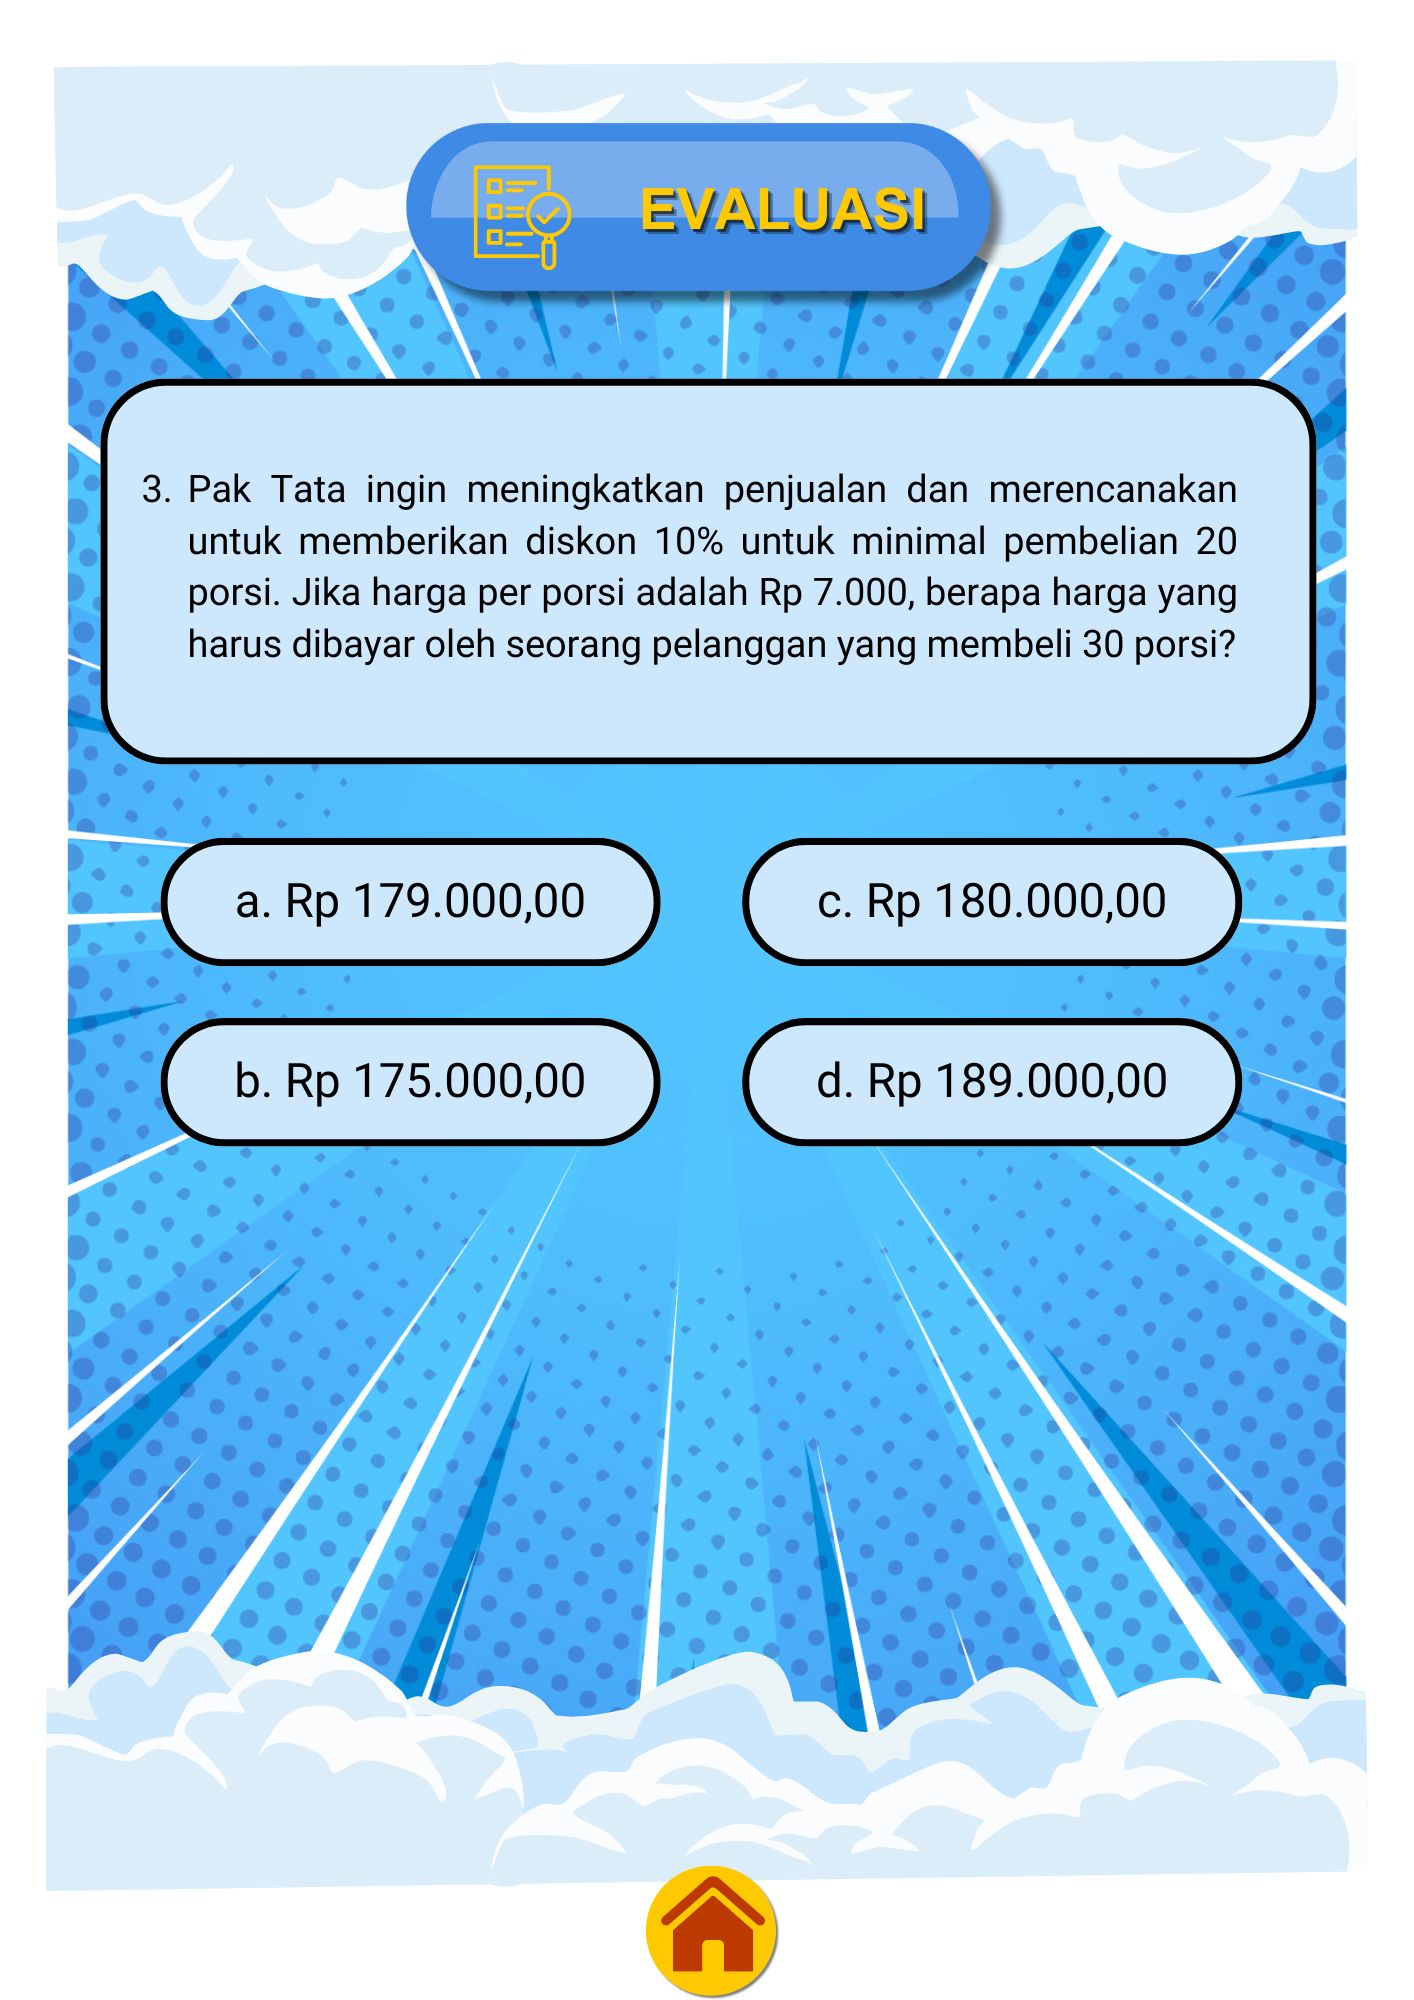 EVALUASI
3. Pak Tata ingin meningkatkan penjualan dan merencanakan
untuk memberikan diskon 10% untuk minimal pembelian 20
porsi. Jika harga per porsi adalah Rp 7.000, berapa harga yang
harus dibayar oleh seorang pelanggan yang membeli 30 porsi?
a. Rp 179.000,00
c. Rp 180.000,00
b. Rp 175.000,00
d. Rp 189.000,00